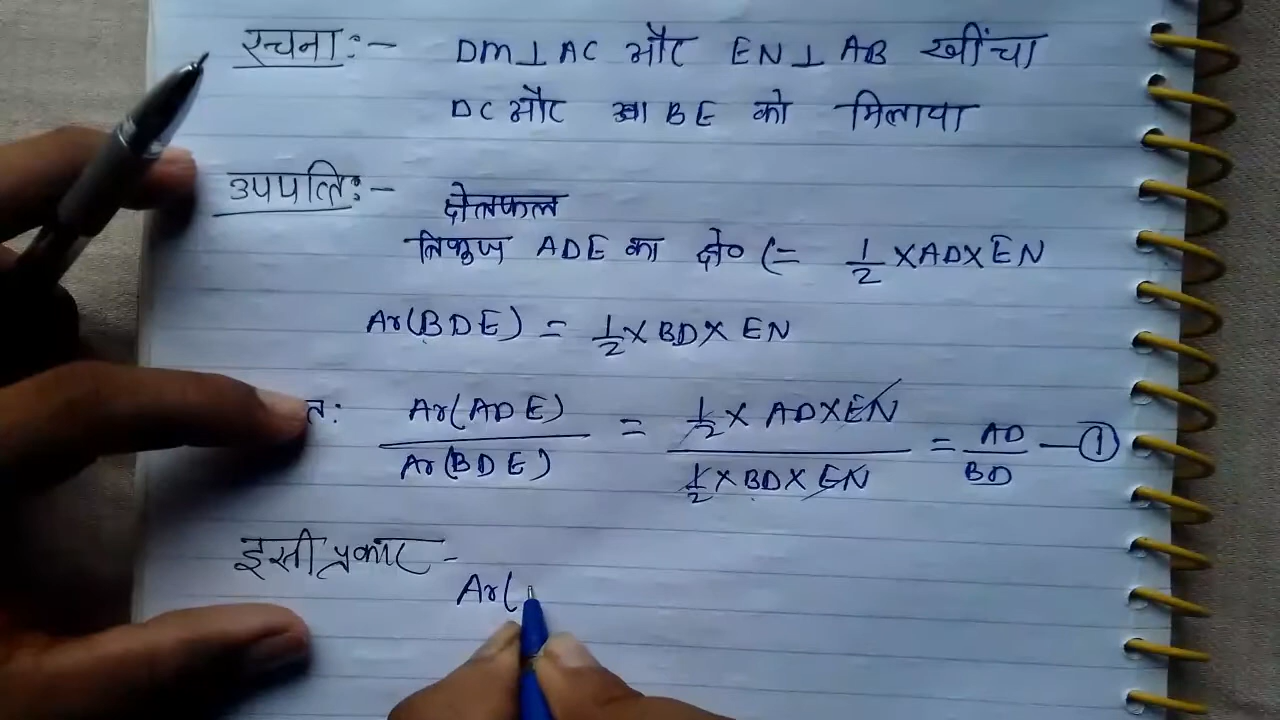 रचना:- DM⊥AC और EN⊥AB खींचा
DC और BE को मिलाया
उपपति:- क्षेत्रफल
त्रिभुज ADE का क्षे० (= 1/2 × AD × EN
Ar(BDE) = 1/2 × BD × EN
त: Ar(ADE)/Ar(BDE) = 1/2 × AD × EN / 1/2 × BD × EN = AD/BD — ①
इसी प्रकार -
Ar(